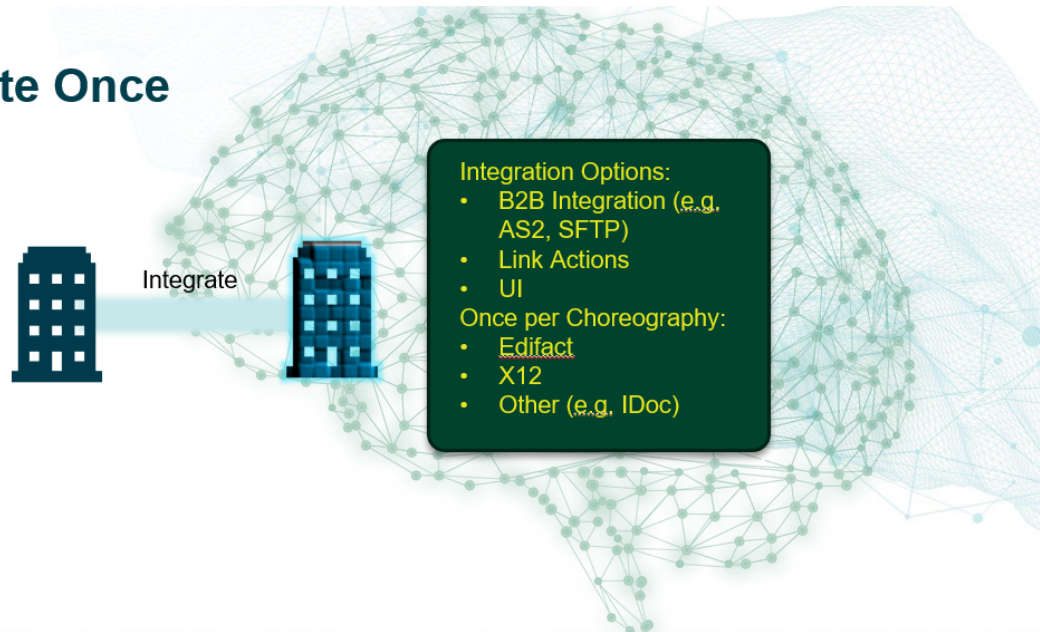 te Once
Integrate
Integration Options:
• B2B Integration (e.g.
AS2, SFTP)
• Link Actions
• UI
Once per Choreography:
• Edifact
• X12
• Other (e.g. IDoc)